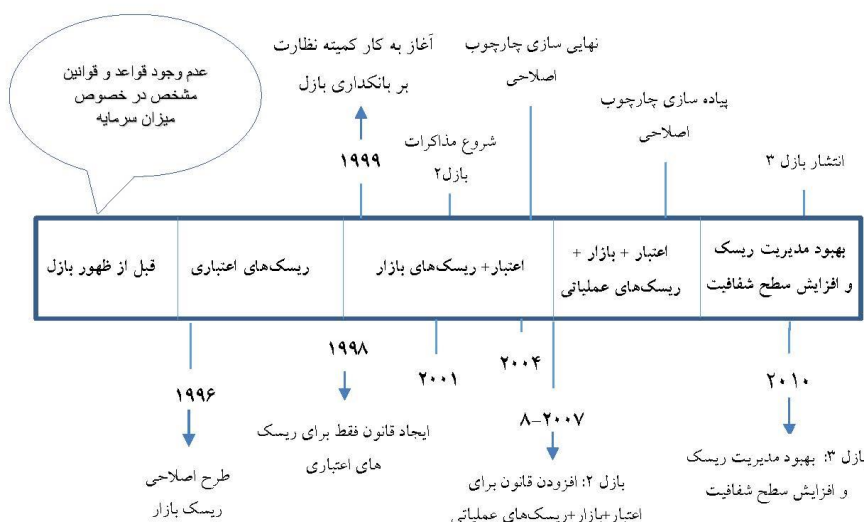 عدم وجود قواعد و قوانین
مشخص در خصوص
میزان سرمایه
آغاز به کار کمیته نظارت
بر بانکداری بازل
۱۹۹۹
شروع مذاکرات
بازل۲
نهایی سازی چارچوب
اصلاحی
پیاده سازی چارچوب
اصلاحی
انتشار بازل ۳
قبل از ظهور بازل
ریسک‌های اعتباری
اعتبار+ ریسک‌های بازار
اعتبار + بازار +
ریسک‌های عملیاتی
بهبود مدیریت ریسک
و افزایش سطح شفافیت
۱۹۹۶
طرح اصلاحی
ریسک بازار
۱۹۹۸
ایجاد قانون فقط برای ریسک
های اعتباری
۲۰۰۱
۲۰۰۴
۸-۲۰۰۷
بازل ۲: افزودن قانون برای
اعتبار+بازار+ریسک‌های عملیاتی
۲۰۱۰
بازل ۳: بهبود مدیریت ریسک
و افزایش سطح شفافیت